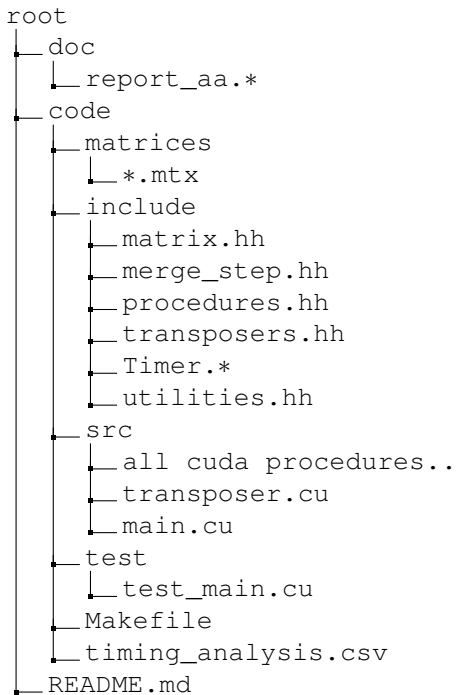 root
doc
report_aa.*
code
matrices
*.mtx
include
matrix.hh
merge_step.hh
procedures.hh
transposers.hh
Timer.*
utilities.hh
src
all cuda procedures..
transposer.cu
main.cu
test
test_main.cu
Makefile
timing_analysis.csv
README.md